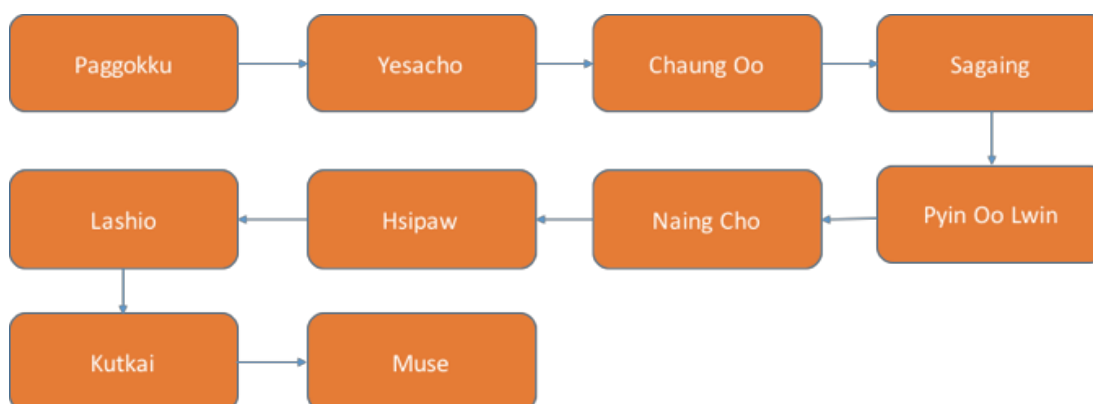 Paggokku
Yesacho
Chaung Oo
Sagaing
Pyin Oo Lwin
Naing Cho
Hsipaw
Lashio
Kutkai
Muse